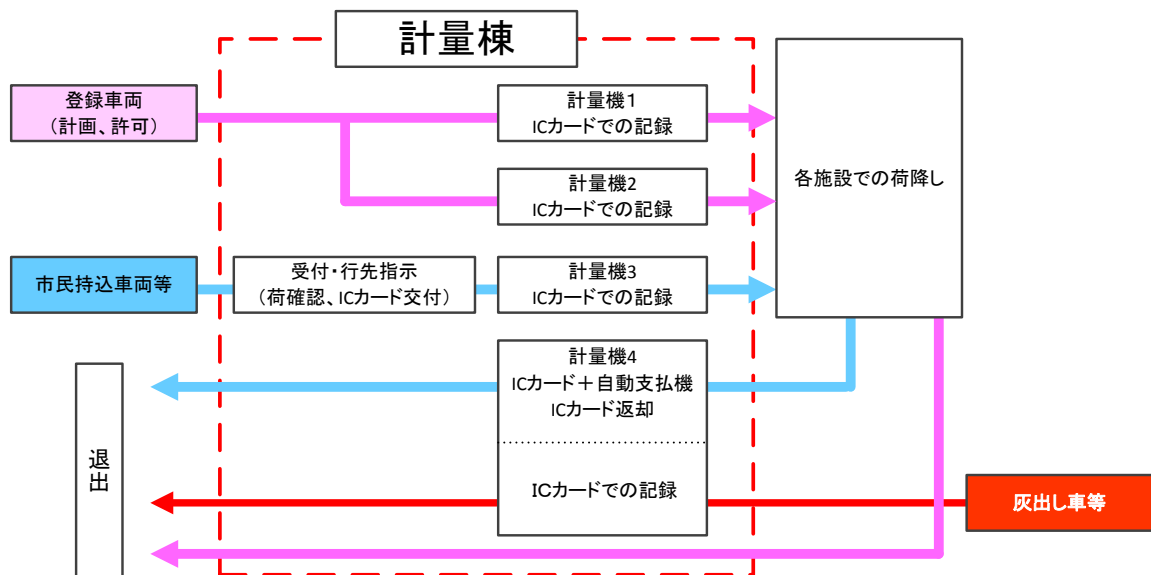 計量棟
登録車両
（計画、許可）
計量機1
ICカードでの記録
計量機2
ICカードでの記録
各施設での荷降し
市民持込車両等
受付・行先指示
（荷確認、ICカード交付）
計量機3
ICカードでの記録
計量機4
ICカード＋自動支払機
ICカード返却
ICカードでの記録
退出
灰出し車等